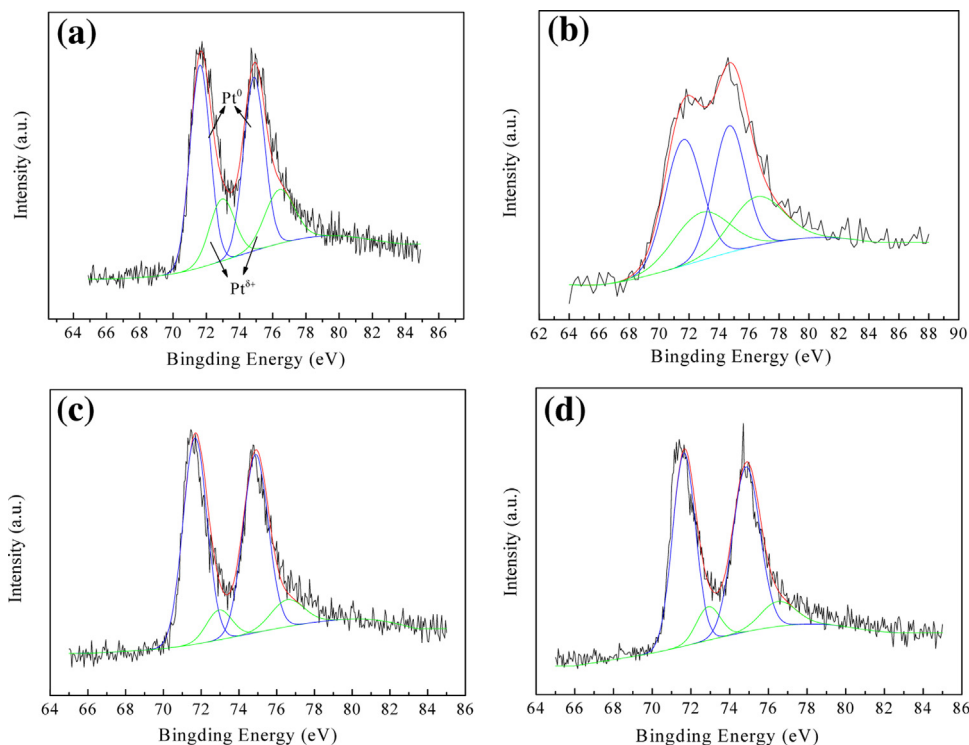 (a)
Pt0
Ptδ+
Intensity (a.u.)
64 66 68 70 72 74 76 78 80 82 84 86
Bingding Energy (eV)
(b)
Intensity (a.u.)
62 64 66 68 70 72 74 76 78 80 82 84 86 88 90
Bingding Energy (eV)
(c)
Intensity (a.u.)
64 66 68 70 72 74 76 78 80 82 84 86
Bingding Energy (eV)
(d)
Intensity (a.u.)
64 66 68 70 72 74 76 78 80 82 84 86
Bingding Energy (eV)